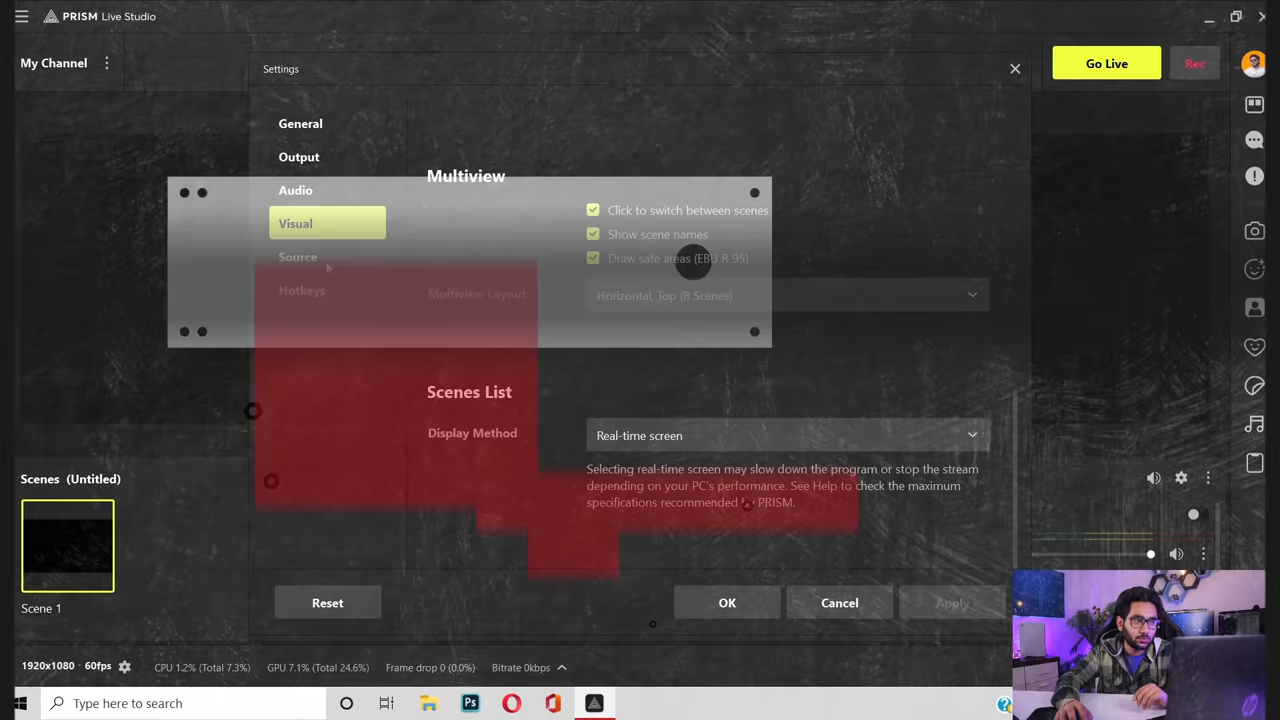 PRISM Live Studio
My Channel
Settings
Go Live
Rec
General
Output
Audio
Visual
Source
Hotkeys
Multiview
Click to switch between scenes
Show scene names
Draw safe areas (EBU R 95)
Multiview Layout
Horizontal, Top (8 Scenes)
Scenes List
Display Method
Real-time screen
Selecting real-time screen may slow down the program or stop the stream
depending on your PC's performance. See Help to check the maximum
specifications recommended by PRISM.
Scenes (Untitled)
Scene 1
Reset
OK
Cancel
Apply
1920x1080 · 60fps
CPU 1.2% (Total 7.3%)
GPU 7.1% (Total 24.6%)
Frame drop 0 (0.0%)
Bitrate 0kbps
Type here to search
Ps
hp